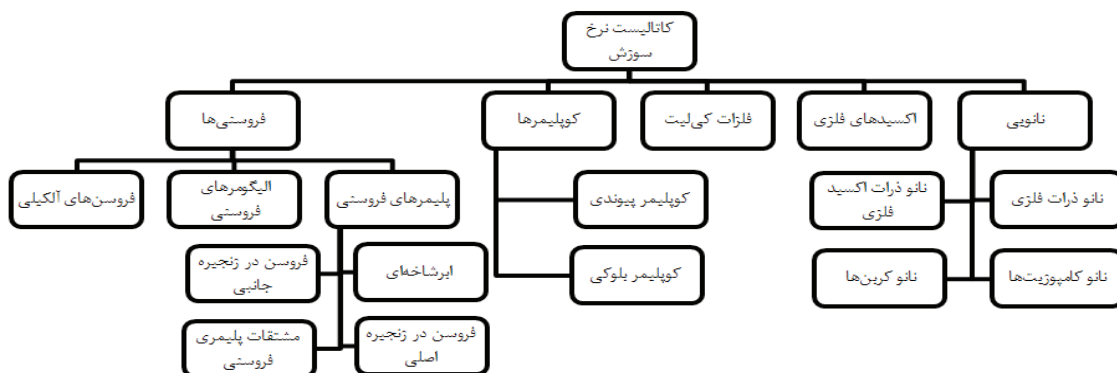 کاتالیست نرخ
سوزش
نانویی
اکسیدهای فلزی
فلزات کی‌لیت
کوپلیمرها
فروسنی‌ها
نانو ذرات فلزی
نانو ذرات اکسید
فلزی
نانو کامپوزیت‌ها
نانو کربن‌ها
کوپلیمر پیوندی
کوپلیمر بلوکی
پلیمرهای فروسنی
الیگومرهای
فروسنی
فروسن‌های آلکیلی
ابرشاخه‌ای
فروسن در زنجیره
جانبی
فروسن در زنجیره
اصلی
مشتقات پلیمری
فروسنی